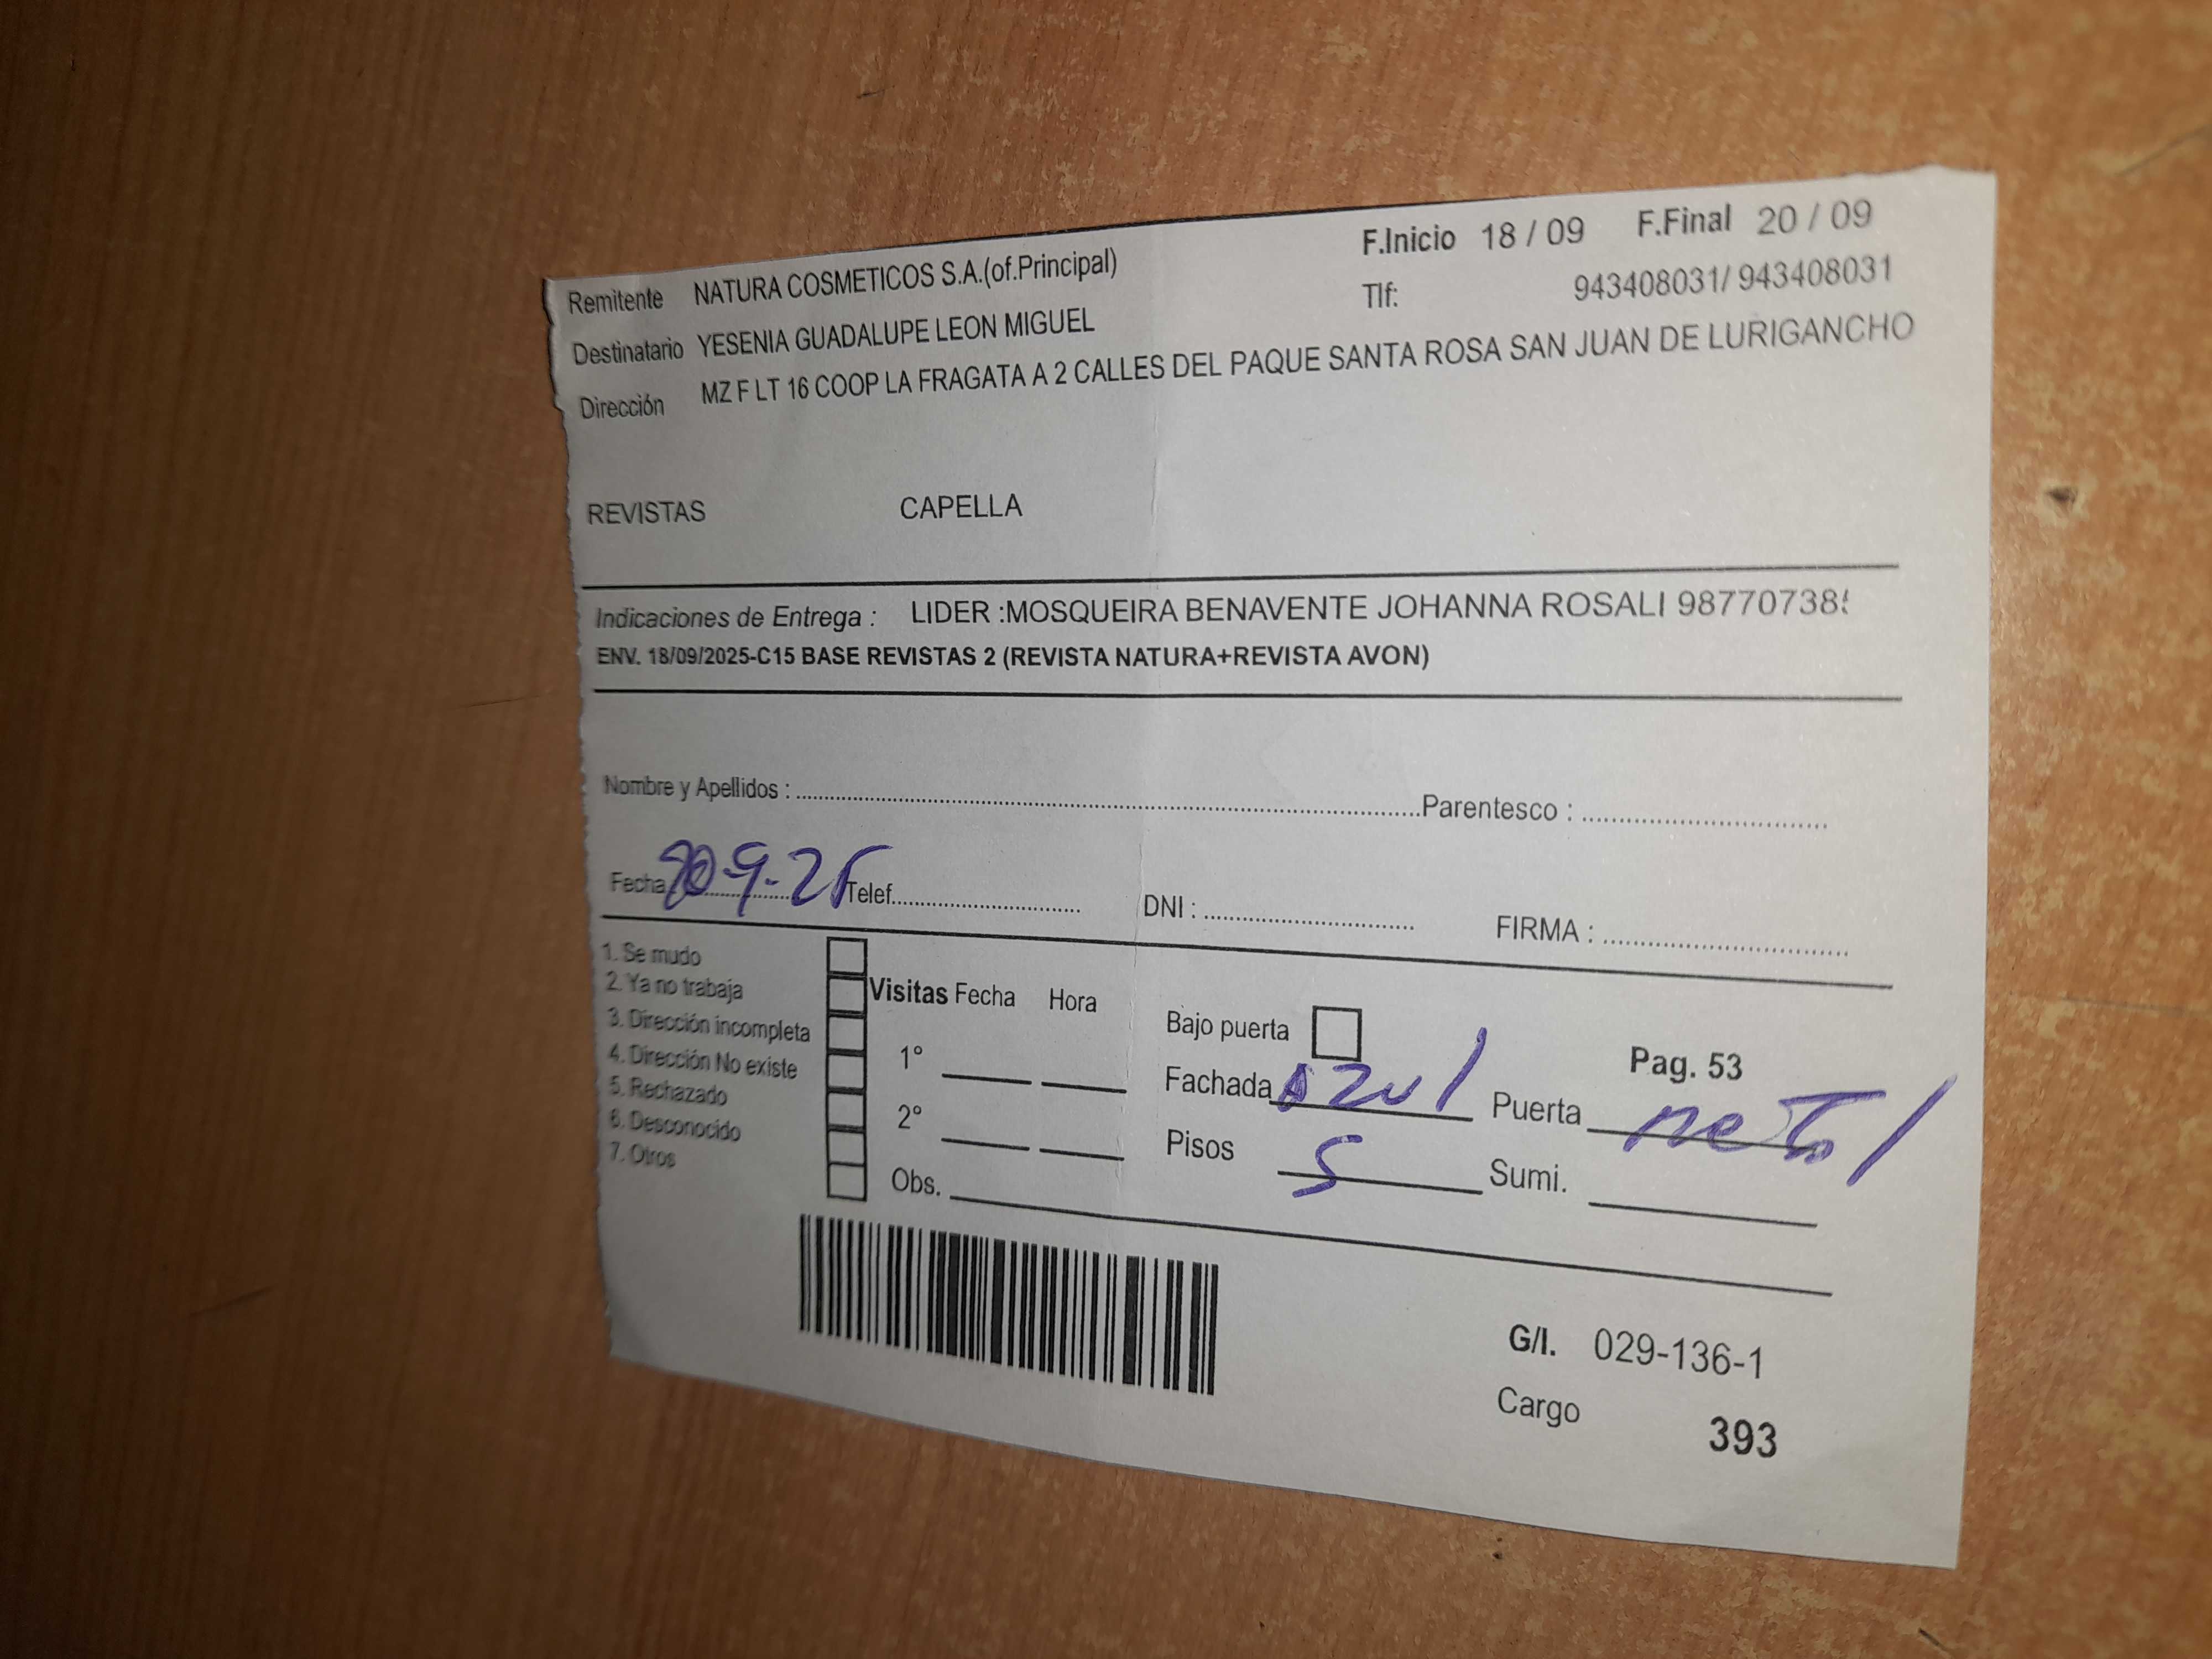 F.Inicio 18 / 09 F.Final 20 / 09
Remitente NATURA COSMETICOS S.A.(of.Principal) Tlf: 943408031/ 943408031
Destinatario YESENIA GUADALUPE LEON MIGUEL
Dirección MZ F LT 16 COOP LA FRAGATA A 2 CALLES DEL PAQUE SANTA ROSA SAN JUAN DE LURIGANCHO
REVISTAS CAPELLA
Indicaciones de Entrega : LIDER :MOSQUEIRA BENAVENTE JOHANNA ROSALI 98770738
ENV. 18/09/2025-C15 BASE REVISTAS 2 (REVISTA NATURA+REVISTA AVON)
Nombre y Apellidos : Parentesco :
Fecha 20-9-25 Telef. DNI : FIRMA :
1. Se mudo
2. Ya no trabaja
3. Dirección incompleta
4. Dirección No existe
5. Rechazado
6. Desconocido
7. Otros
Visitas Fecha Hora
1°
2°
Obs.
Bajo puerta
Pag. 53
Fachada Azul Puerta metal
Pisos 5 Sumi.
G/I. 029-136-1
Cargo 393